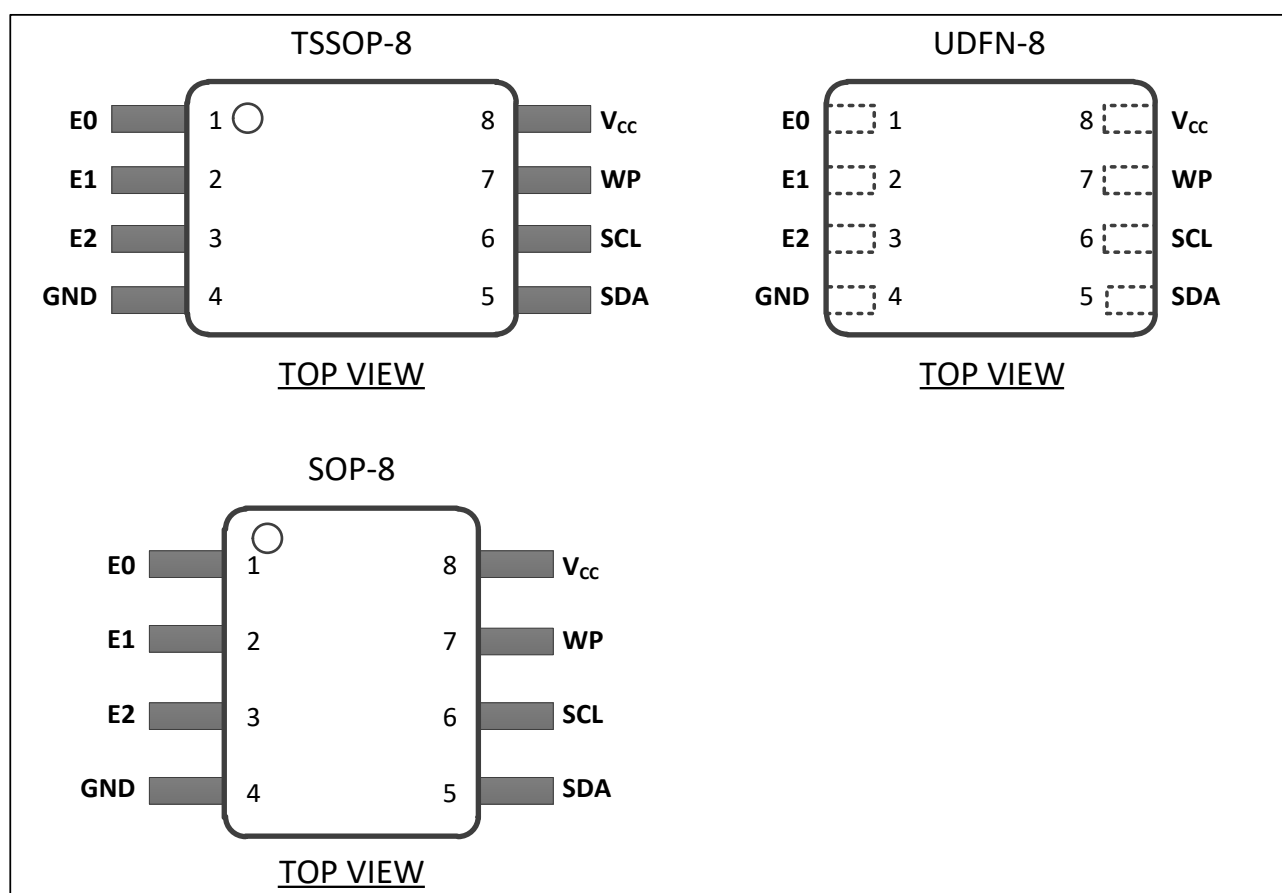 TSSOP-8
E0 1 8 VCC
E1 2 7 WP
E2 3 6 SCL
GND 4 5 SDA
TOP VIEW
UDFN-8
E0 1 8 VCC
E1 2 7 WP
E2 3 6 SCL
GND 4 5 SDA
TOP VIEW
SOP-8
E0 1 8 VCC
E1 2 7 WP
E2 3 6 SCL
GND 4 5 SDA
TOP VIEW